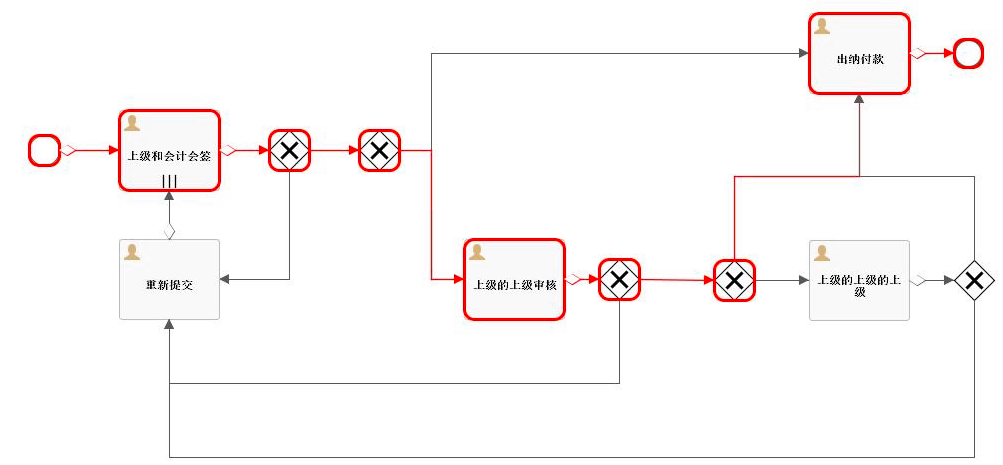 出纳付款
上级和会计会签
重新提交
上级的上级审核
上级的上级的上
级